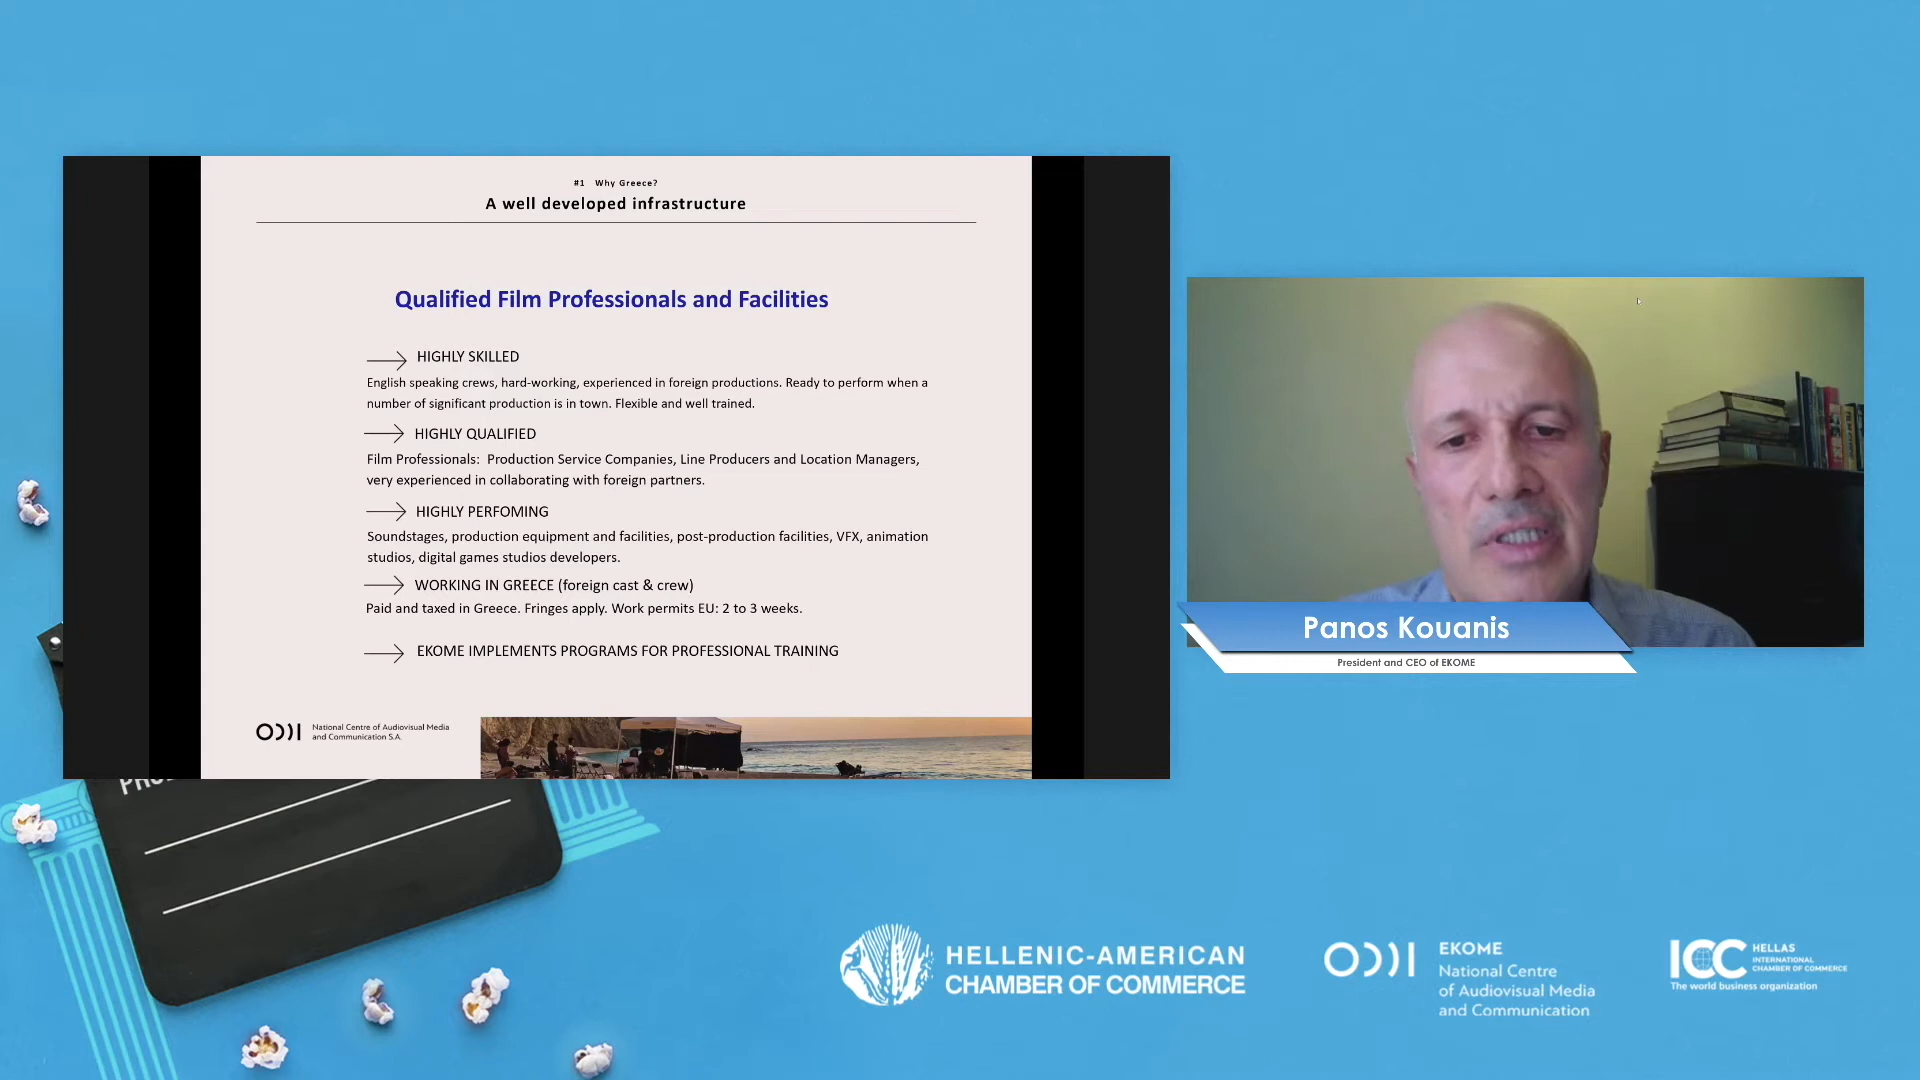 #1 Why Greece?
A well developed infrastructure
Qualified Film Professionals and Facilities
HIGHLY SKILLED
English speaking crews, hard-working, experienced in foreign productions. Ready to perform when a
number of significant production is in town. Flexible and well trained.
HIGHLY QUALIFIED
Film Professionals: Production Service Companies, Line Producers and Location Managers,
very experienced in collaborating with foreign partners.
HIGHLY PERFOMING
Soundstages, production equipment and facilities, post-production facilities, VFX, animation
studios, digital games studios developers.
WORKING IN GREECE (foreign cast & crew)
Paid and taxed in Greece. Fringes apply. Work permits EU: 2 to 3 weeks.
EKOME IMPLEMENTS PROGRAMS FOR PROFESSIONAL TRAINING
National Centre of Audiovisual Media
and Communication S.A.
Panos Kouanis
President and CEO of EKOME
HELLENIC-AMERICAN
CHAMBER OF COMMERCE
EKOME
National Centre
of Audiovisual Media
and Communication
ICC HELLAS
INTERNATIONAL
CHAMBER OF COMMERCE
The world business organization